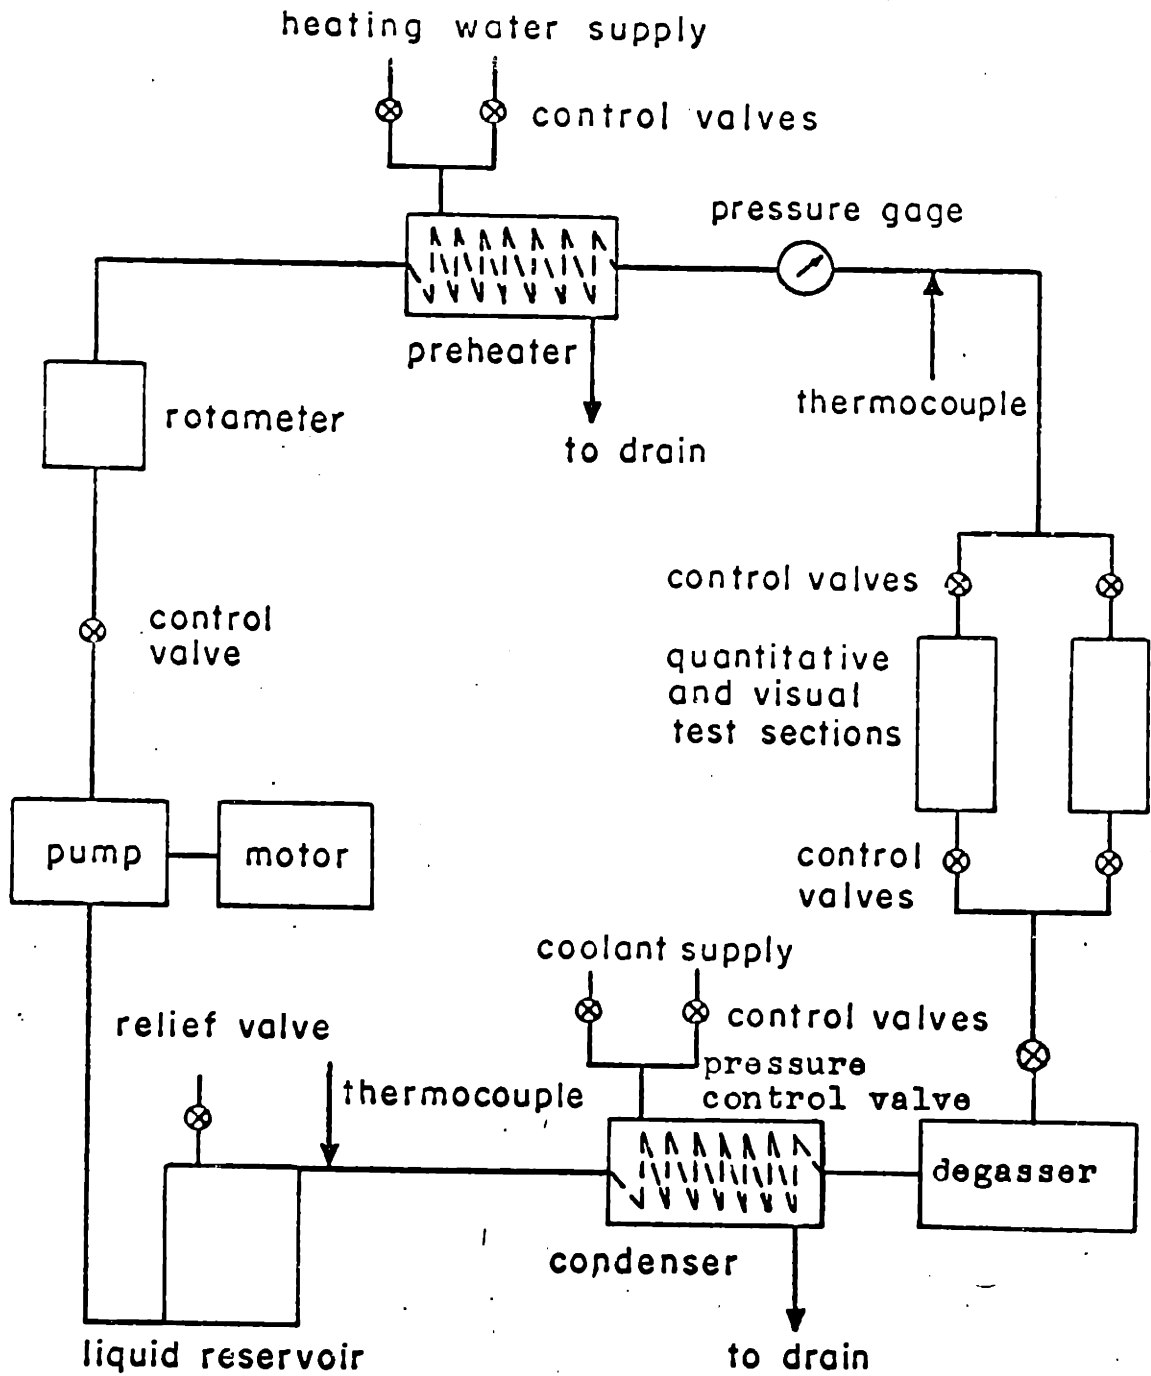 heating water supply
control valves
pressure gage
preheater
thermocouple
rotameter
to drain
control valves
control
valve
quantitative
and visual
test sections
pump
motor
control
valves
coolant supply
relief valve
control valves
pressure
control valve
thermocouple
degasser
condenser
liquid reservoir
to drain